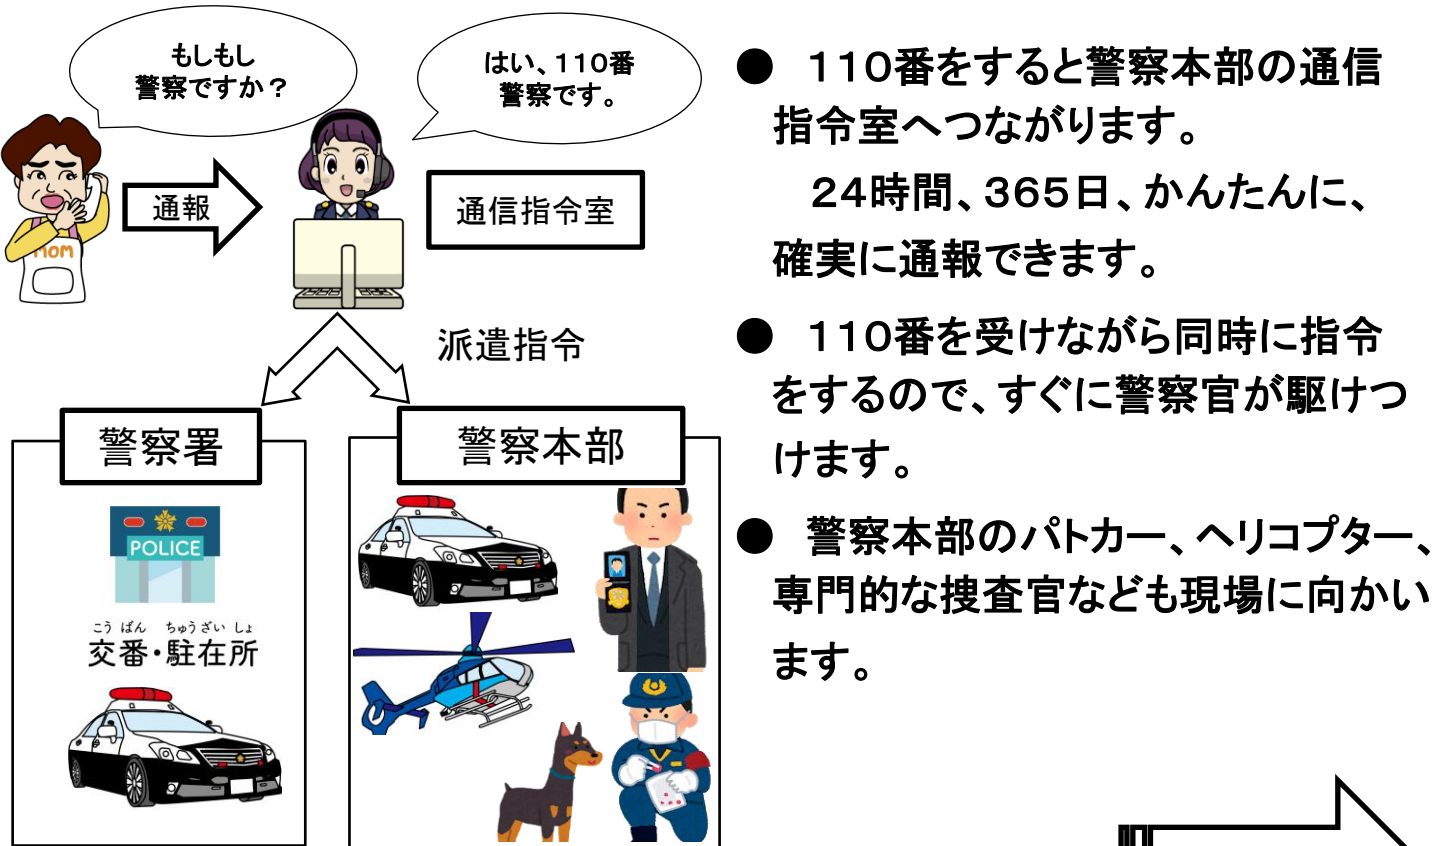 もしもし
警察ですか？
はい、110番
警察です。
mom
通報
通信指令室
派遣指令
警察署
警察本部
POLICE
こう ばん ちゅうざい しょ
交番・駐在所
● 110番をすると警察本部の通信
指令室へつながります。
24時間、365日、かんたんに、
確実に通報できます。
● 110番を受けながら同時に指令
をするので、すぐに警察官が駆けつ
けます。
● 警察本部のパトカー、ヘリコプター、
専門的な捜査官なども現場に向かい
ます。